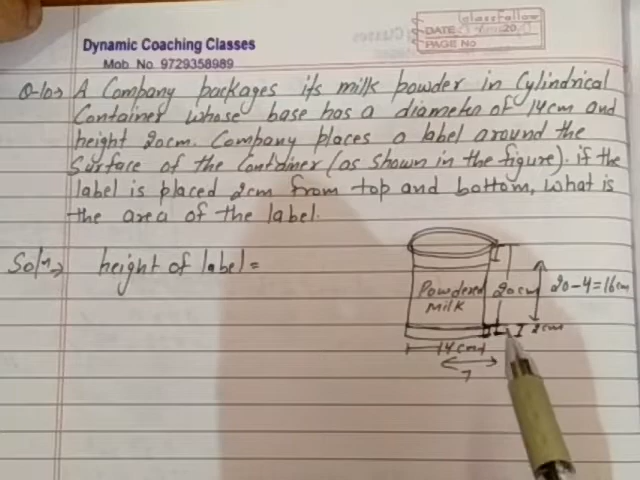 classfellow
DATE 20
PAGE No
Dynamic Coaching Classes
Mob. No. 9729358989
Q-10→ A Company packages its milk powder in Cylindrical
Container whose base has a diameter of 14cm and
height 20cm. Company places a label around the
Surface of the Container (as shown in the figure). if the
label is placed 2cm from top and bottom, what is
the area of the label.
Soln→ height of label=
Powdered
milk
20cm
20-4=16cm
2cm
14cm
7